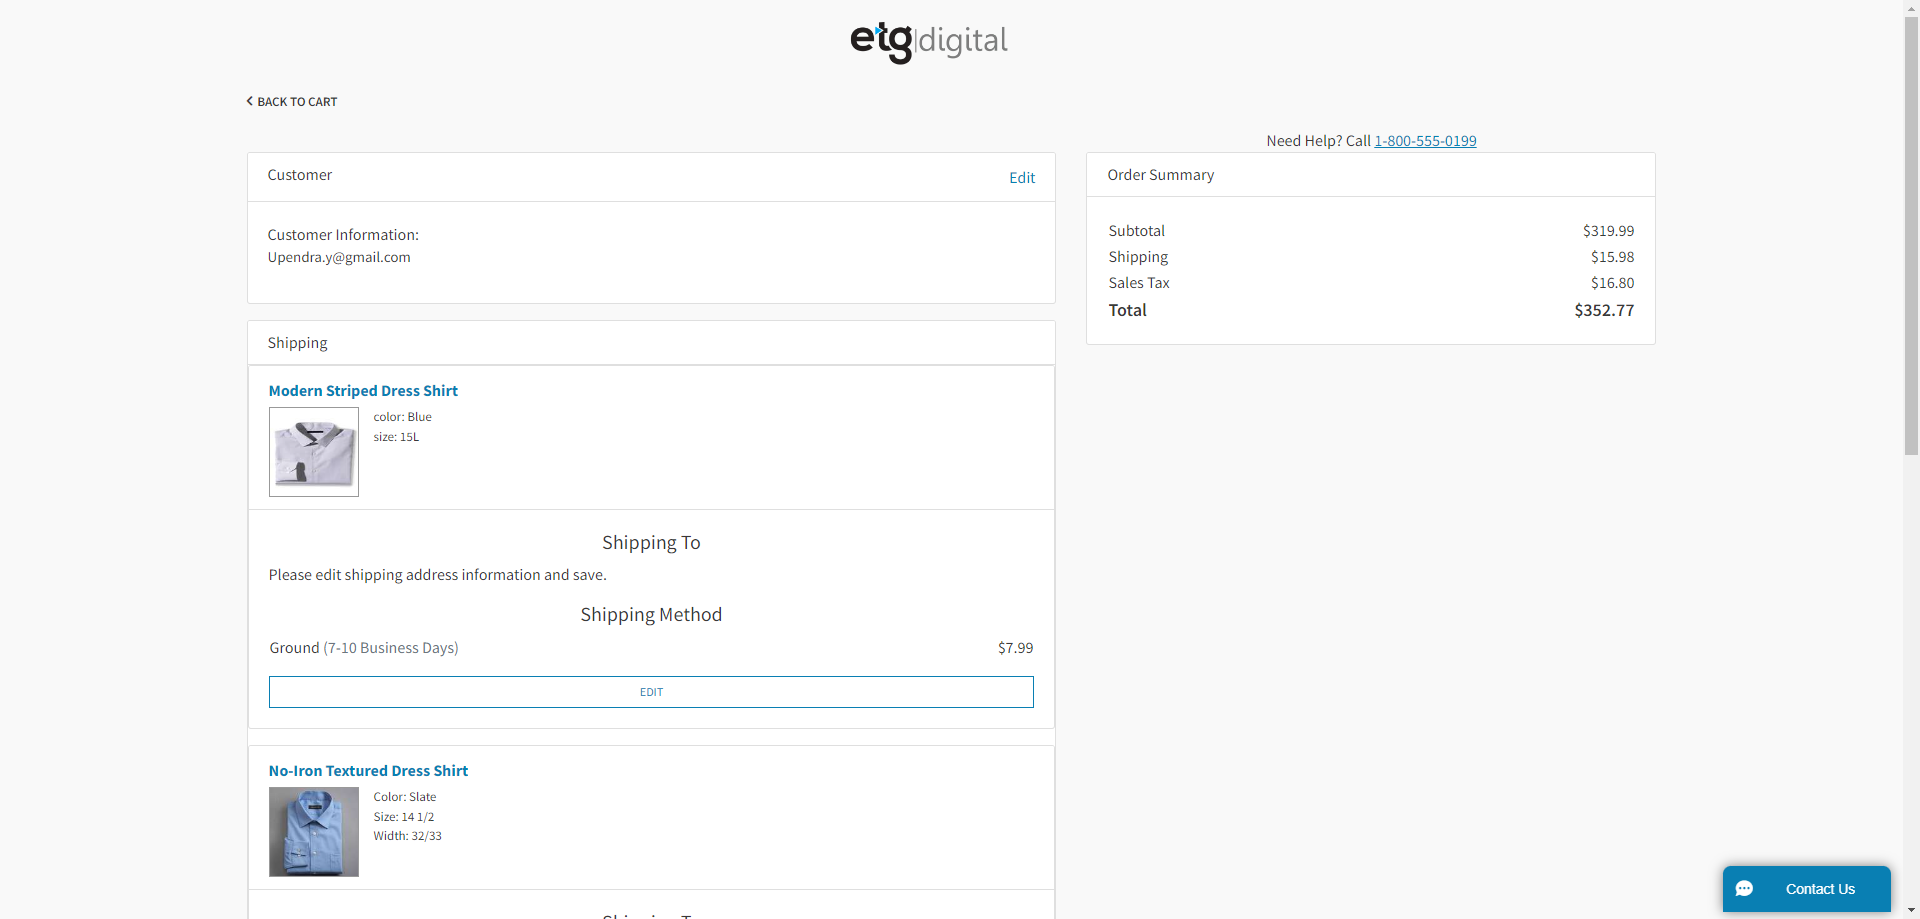 etg|digital
BACK TO CART
Need Help? Call 1-800-555-0199
Customer
Edit
Customer Information:
Upendra.y@gmail.com
Order Summary
Subtotal $319.99
Shipping $15.98
Sales Tax $16.80
Total $352.77
Shipping
Modern Striped Dress Shirt
color: Blue
size: 15L
Shipping To
Please edit shipping address information and save.
Shipping Method
Ground (7-10 Business Days) $7.99
EDIT
No-Iron Textured Dress Shirt
Color: Slate
Size: 14 1/2
Width: 32/33
Contact Us